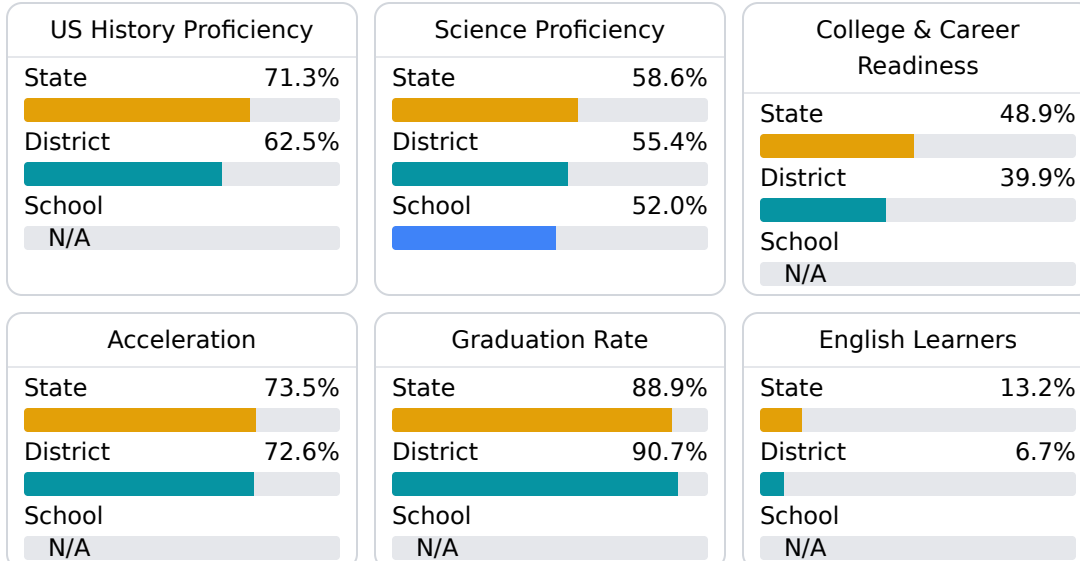 US History Proficiency
State 71.3%
District 62.5%
School
N/A
Science Proficiency
State 58.6%
District 55.4%
School 52.0%
College & Career
Readiness
State 48.9%
District 39.9%
School
N/A
Acceleration
State 73.5%
District 72.6%
School
N/A
Graduation Rate
State 88.9%
District 90.7%
School
N/A
English Learners
State 13.2%
District 6.7%
School
N/A